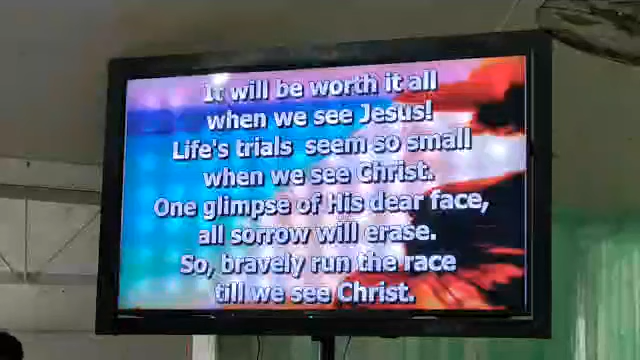 It will be worth it all
when we see Jesus!
Life's trials seem so small
when we see Christ.
One glimpse of His dear face,
all sorrow will erase.
So, bravely run the race
till we see Christ.